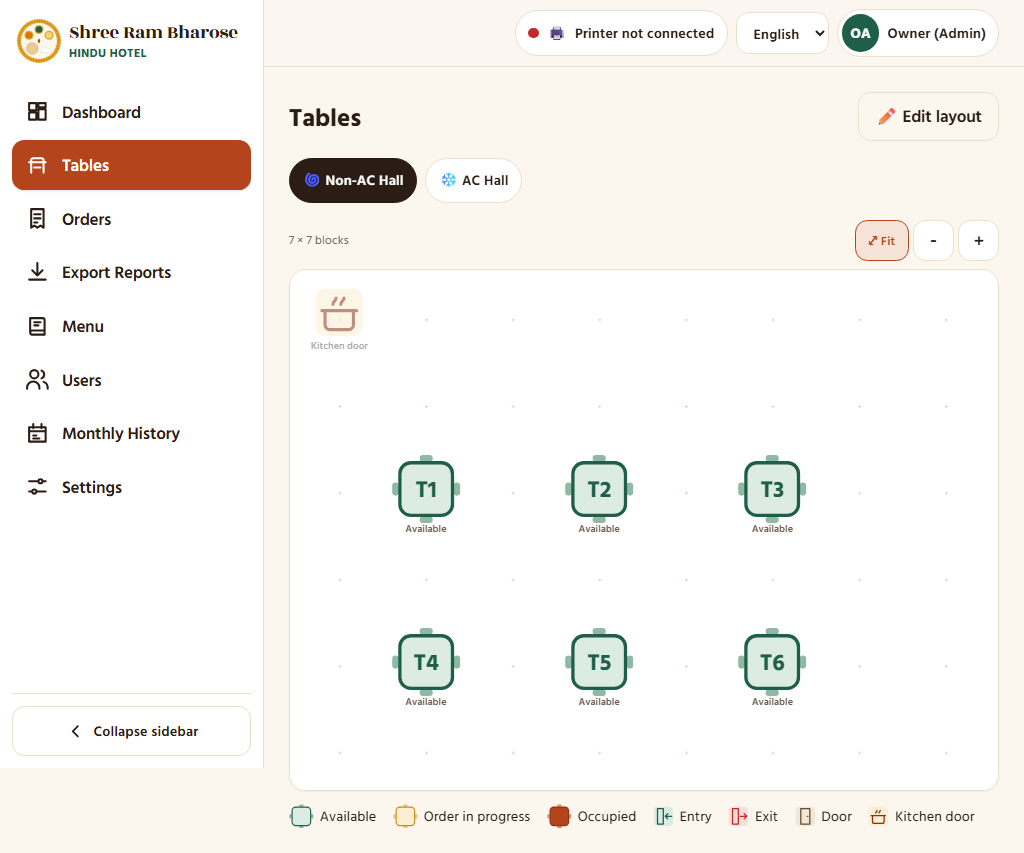 Shree Ram Bharose
HINDU HOTEL
Printer not connected
English
OA
Owner (Admin)
Dashboard
Tables
Orders
Export Reports
Menu
Users
Monthly History
Settings
Collapse sidebar
Tables
Edit layout
Non-AC Hall
AC Hall
7 × 7 blocks
Fit
-
+
Kitchen door
T1
T2
T3
Available
Available
Available
T4
T5
T6
Available
Available
Available
Available
Order in progress
Occupied
Entry
Exit
Door
Kitchen door